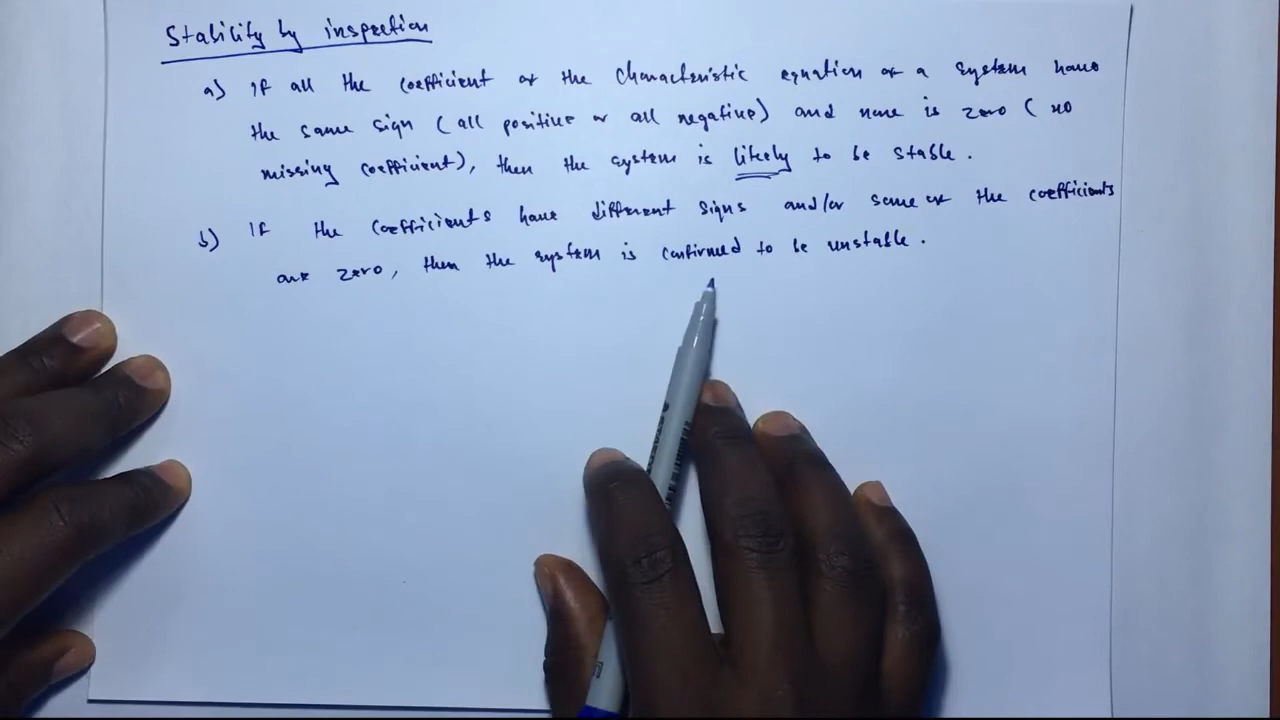 Stability by inspection
a) If all the coefficient of the characteristic equation of a system have
the same sign (all positive or all negative) and none is zero (no
missing coefficient), then the system is likely to be stable.
b) If the coefficients have different signs and/or some of the coefficients
are zero, then the system is confirmed to be unstable.